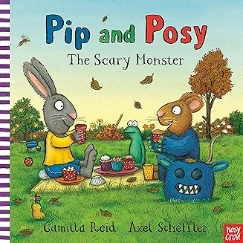 Pip and Posy
The Scary Monster
Camilla Reid Axel Scheffler
nosy
crow